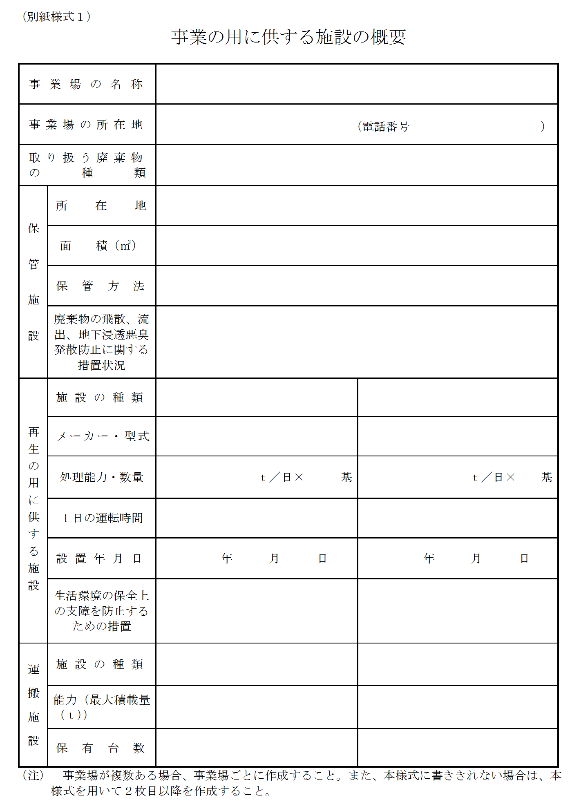 （別紙様式１）
事業の用に供する施設の概要
事業場の名称
事業場の所在地
（電話番号　　　　　　　　　　）
取り扱う廃棄物
の種類
保管施設
所在地
面積（㎡）
保管方法
廃棄物の飛散、流
出、地下浸透悪臭
発散防止に関する
措置状況
再生の用に供する施設
施設の種類
メーカー・型式
処理能力・数量
ｔ／日×　　基
ｔ／日×　　基
１日の運転時間
設置年月日
年　　月　　日
年　　月　　日
生活環境の保全上
の支障を防止する
ための措置
運搬施設
施設の種類
能力（最大積載量
（ｔ））
保有台数
（注）　事業場が複数ある場合、事業場ごとに作成すること。また、本様式に書ききれない場合は、本
様式を用いて２枚目以降を作成すること。